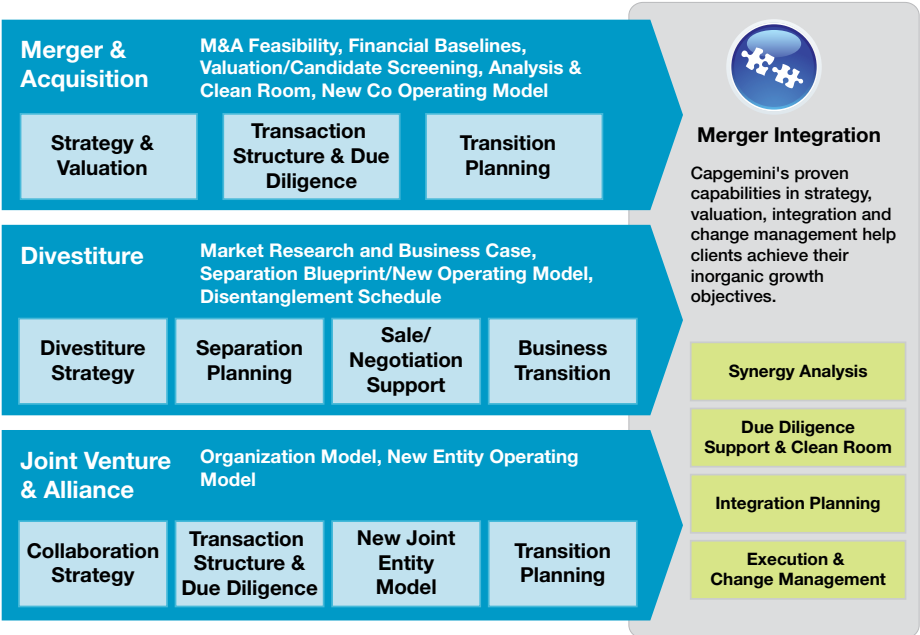 Merger &
Acquisition
M&A Feasibility, Financial Baselines,
Valuation/Candidate Screening, Analysis &
Clean Room, New Co Operating Model
Strategy &
Valuation
Transaction
Structure & Due
Diligence
Transition
Planning
Divestiture
Market Research and Business Case,
Separation Blueprint/New Operating Model,
Disentanglement Schedule
Divestiture
Strategy
Separation
Planning
Sale/
Negotiation
Support
Business
Transition
Joint Venture
& Alliance
Organization Model, New Entity Operating
Model
Collaboration
Strategy
Transaction
Structure &
Due Diligence
New Joint
Entity
Model
Transition
Planning
Merger Integration
Capgemini's proven
capabilities in strategy,
valuation, integration and
change management help
clients achieve their
inorganic growth
objectives.
Synergy Analysis
Due Diligence
Support & Clean Room
Integration Planning
Execution &
Change Management